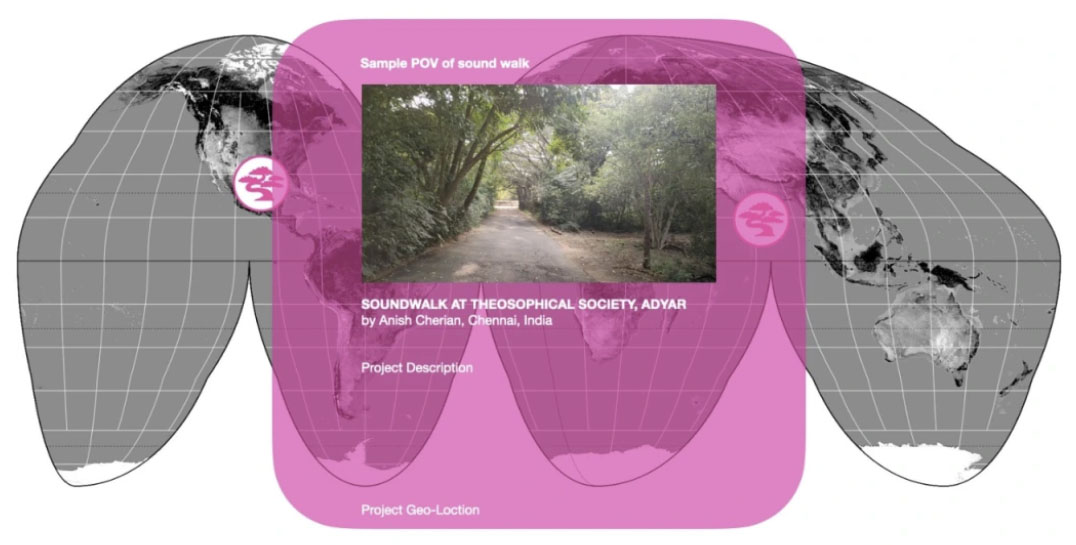 Sample POV of sound walk
SOUNDWALK AT THEOSOPHICAL SOCIETY, ADYAR
by Anish Cherian, Chennai, India
Project Description
Project Geo-Loction